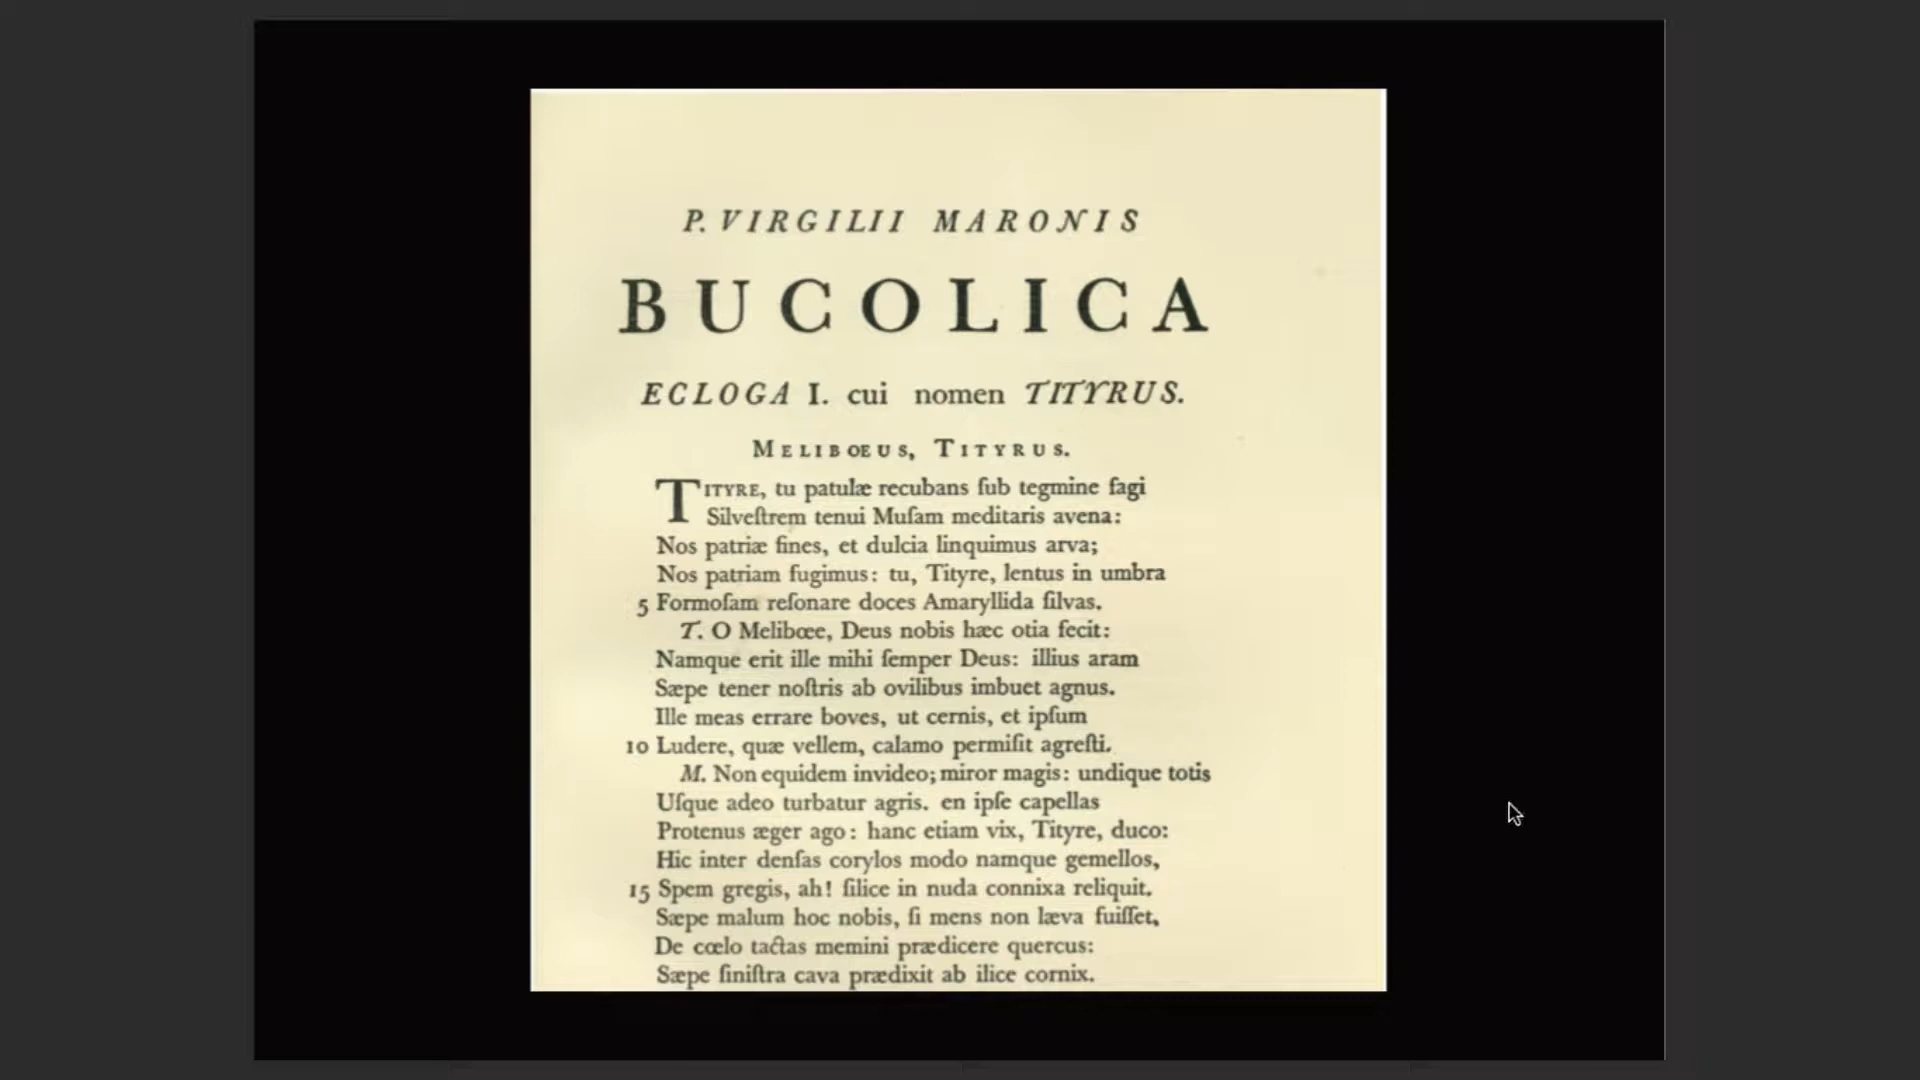 P. VIRGILII MARONIS
BUCOLICA
ECLOGA I. cui nomen TITYRUS.
MELIBOEUS, TITYRUS.
TITYRE, tu patulæ recubans ſub tegmine fagi
Silveſtrem tenui Muſam meditaris avena:
Nos patriæ fines, et dulcia linquimus arva;
Nos patriam fugimus: tu, Tityre, lentus in umbra
5 Formoſam reſonare doces Amaryllida ſilvas.
T. O Melibœe, Deus nobis hæc otia fecit:
Namque erit ille mihi ſemper Deus: illius aram
Sæpe tener noſtris ab ovilibus imbuet agnus.
Ille meas errare boves, ut cernis, et ipſum
10 Ludere, quæ vellem, calamo permiſit agreſti.
M. Non equidem invideo; miror magis: undique totis
Uſque adeo turbatur agris. en ipſe capellas
Protenus æger ago: hanc etiam vix, Tityre, duco:
Hic inter denſas corylos modo namque gemellos,
15 Spem gregis, ah! ſilice in nuda connixa reliquit.
Sæpe malum hoc nobis, ſi mens non læva fuiſſet,
De cœlo tactas memini prædicere quercus:
Sæpe ſiniſtra cava prædixit ab ilice cornix.